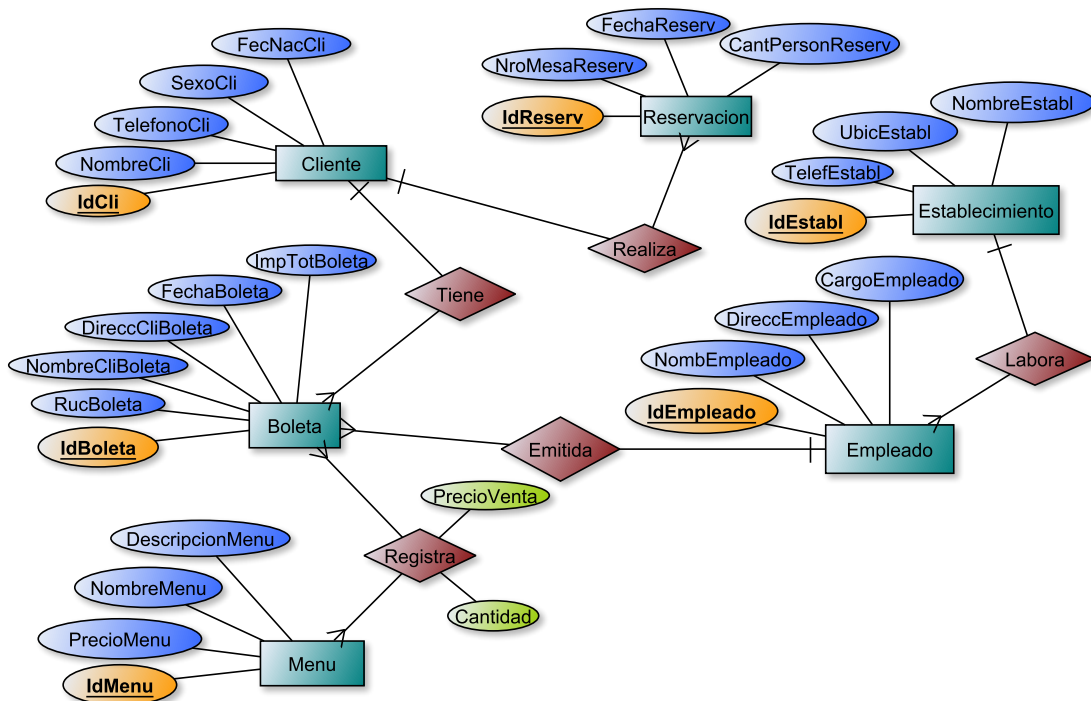 FecNacCli
SexoCli
TelefonoCli
NombreCli
IdCli
Cliente
FechaReserv
CantPersonReserv
NroMesaReserv
IdReserv
Reservacion
NombreEstabl
UbicEstabl
TelefEstabl
IdEstabl
Establecimiento
Realiza
Tiene
ImpTotBoleta
FechaBoleta
DireccCliBoleta
NombreCliBoleta
RucBoleta
IdBoleta
Boleta
CargoEmpleado
DireccEmpleado
NombEmpleado
IdEmpleado
Empleado
Labora
Emitida
PrecioVenta
Registra
Cantidad
DescripcionMenu
NombreMenu
PrecioMenu
IdMenu
Menu